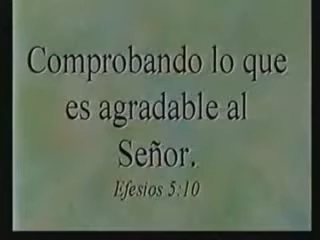 Comprobando lo que
es agradable al
Señor.
Efesios 5:10